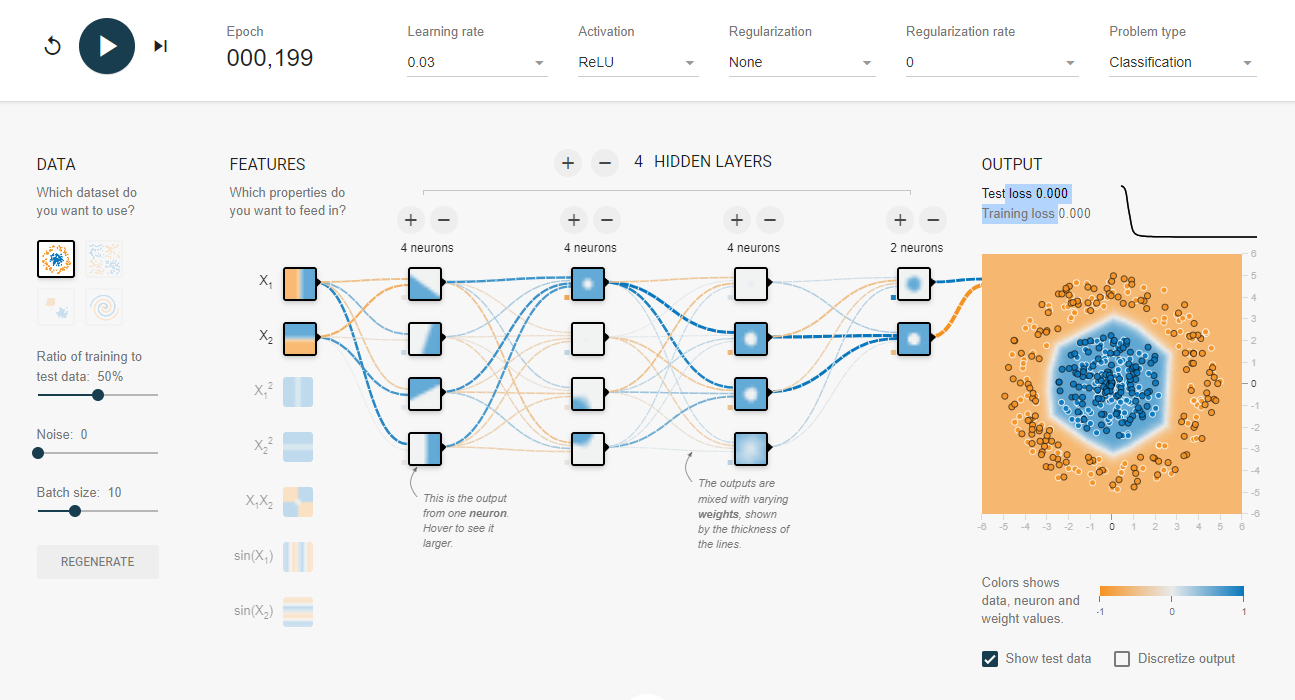 Epoch
000,199
Learning rate
0.03
Activation
ReLU
Regularization
None
Regularization rate
0
Problem type
Classification
DATA
Which dataset do
you want to use?
Ratio of training to
test data: 50%
Noise: 0
Batch size: 10
REGENERATE
FEATURES
Which properties do
you want to feed in?
X1
X2
X1²
X2²
X1X2
sin(X1)
sin(X2)
+ − 4 HIDDEN LAYERS
+ −
4 neurons
+ −
4 neurons
+ −
4 neurons
+ −
2 neurons
This is the output
from one neuron.
Hover to see it
larger.
The outputs are
mixed with varying
weights, shown
by the thickness of
the lines.
OUTPUT
Test loss 0.000
Training loss 0.000
6
5
4
3
2
1
0
-1
-2
-3
-4
-5
-6
-6 -5 -4 -3 -2 -1 0 1 2 3 4 5 6
Colors shows
data, neuron and
weight values.
-1 0 1
Show test data
Discretize output